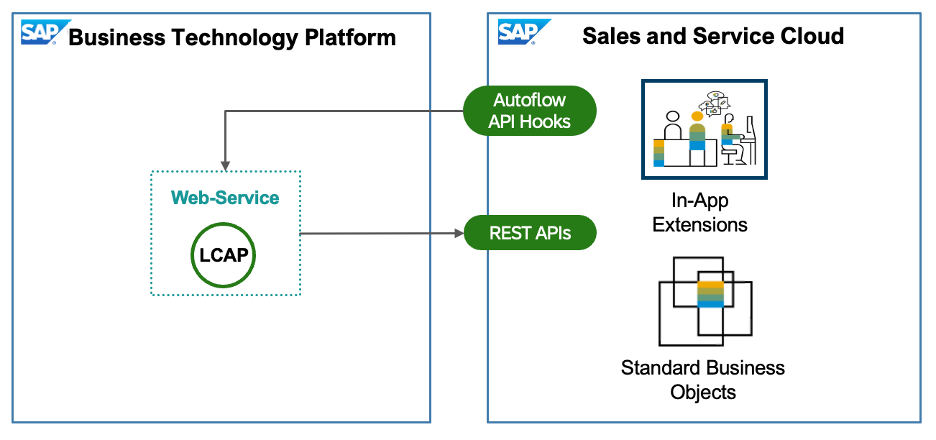 SAP
Business Technology Platform
SAP
Sales and Service Cloud
Autoflow
API Hooks
Web-Service
LCAP
REST APIs
In-App
Extensions
Standard Business
Objects